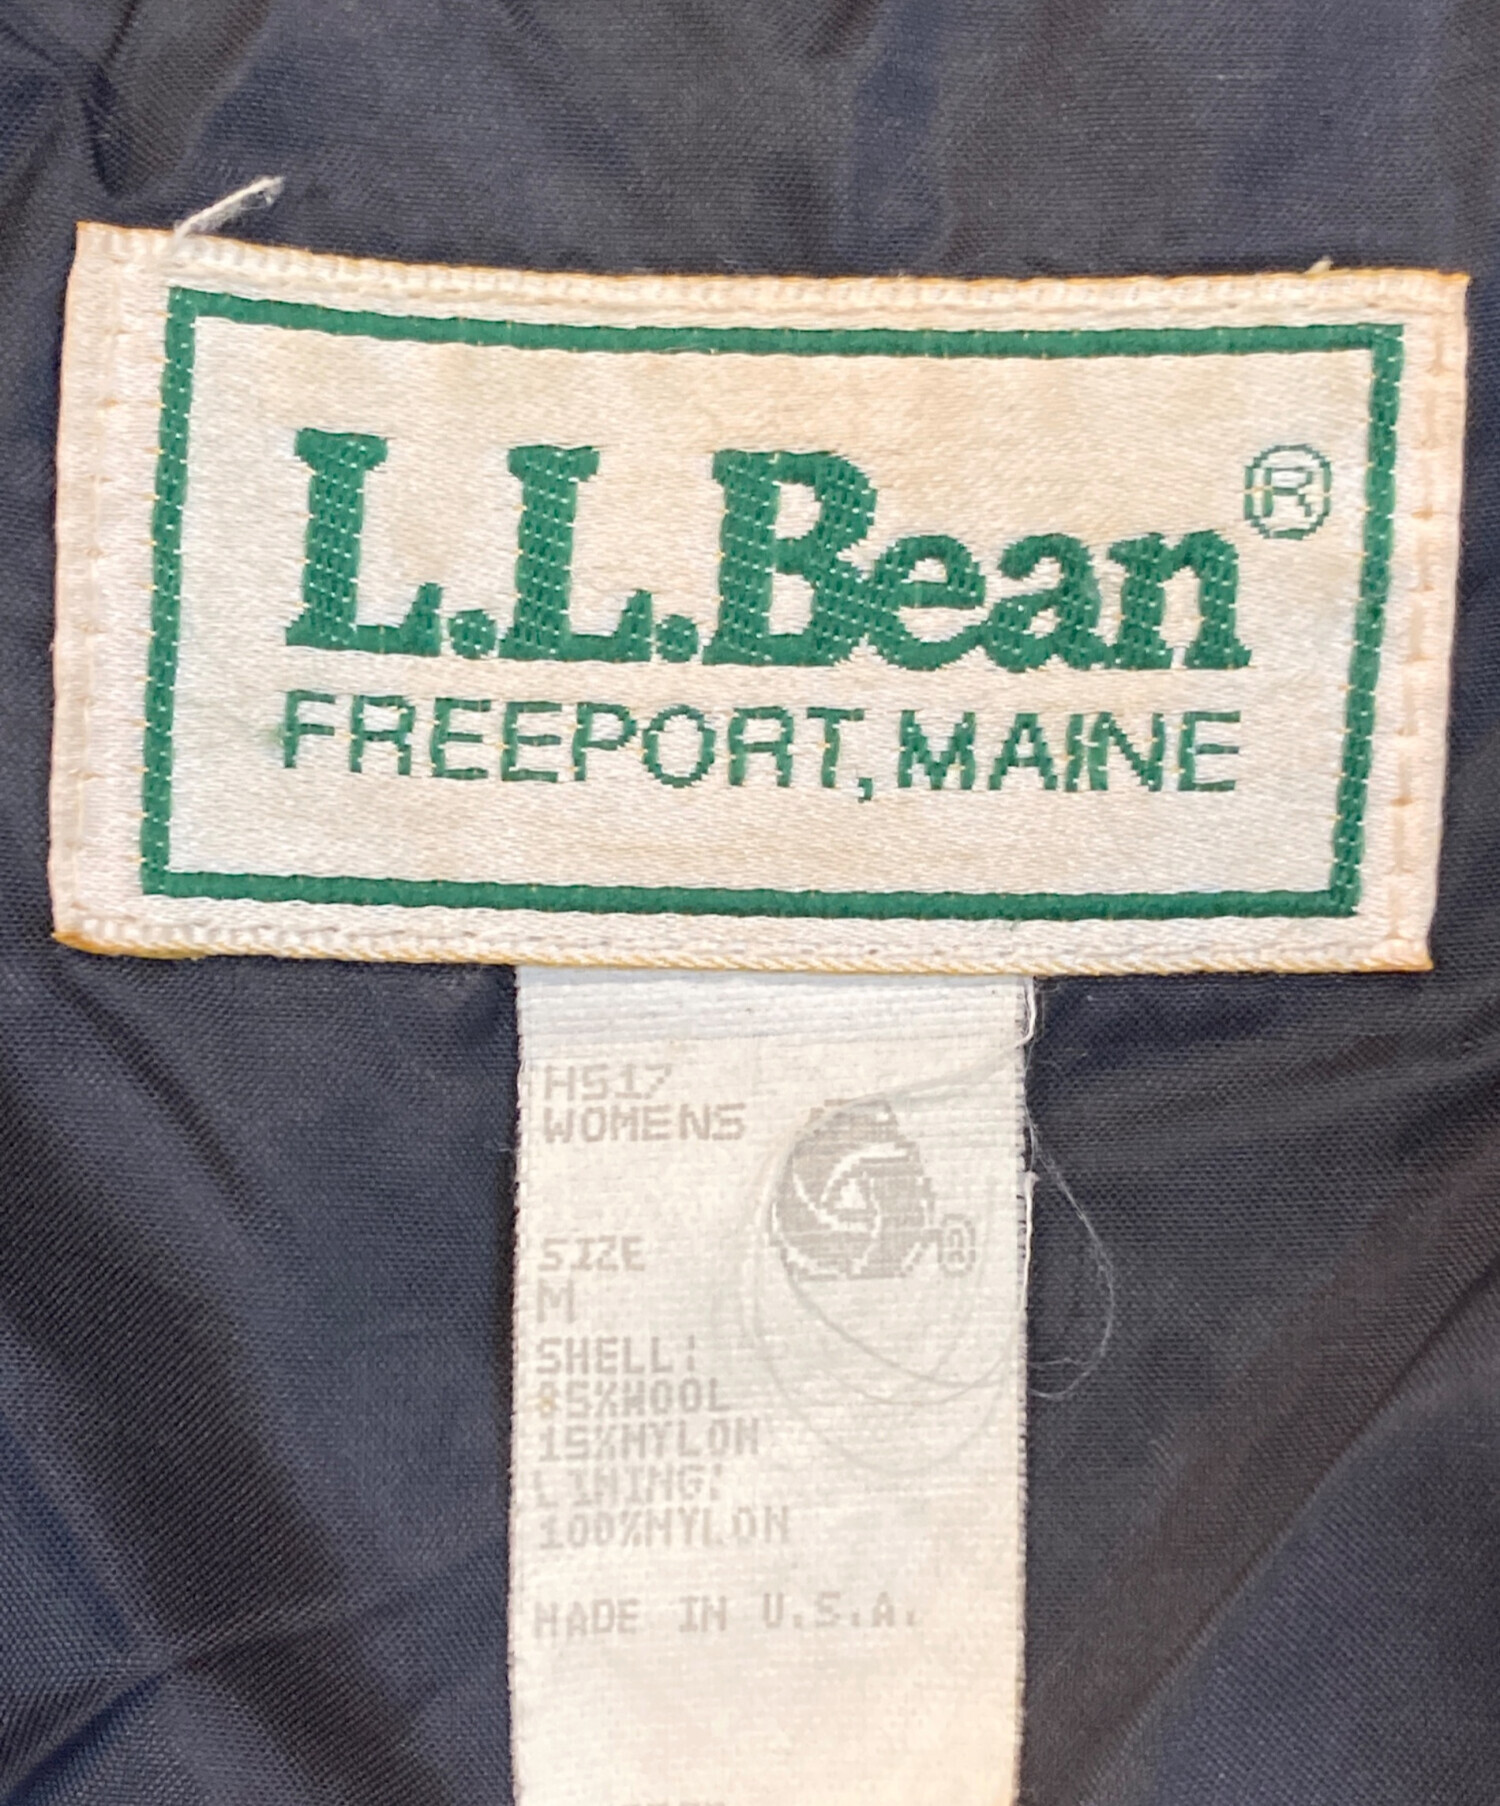 L.L.Bean®
FREEPORT, MAINE
H517
WOMENS
®
SIZE
M
SHELL:
85%WOOL
15%NYLON
LINING:
100%NYLON
MADE IN U.S.A.